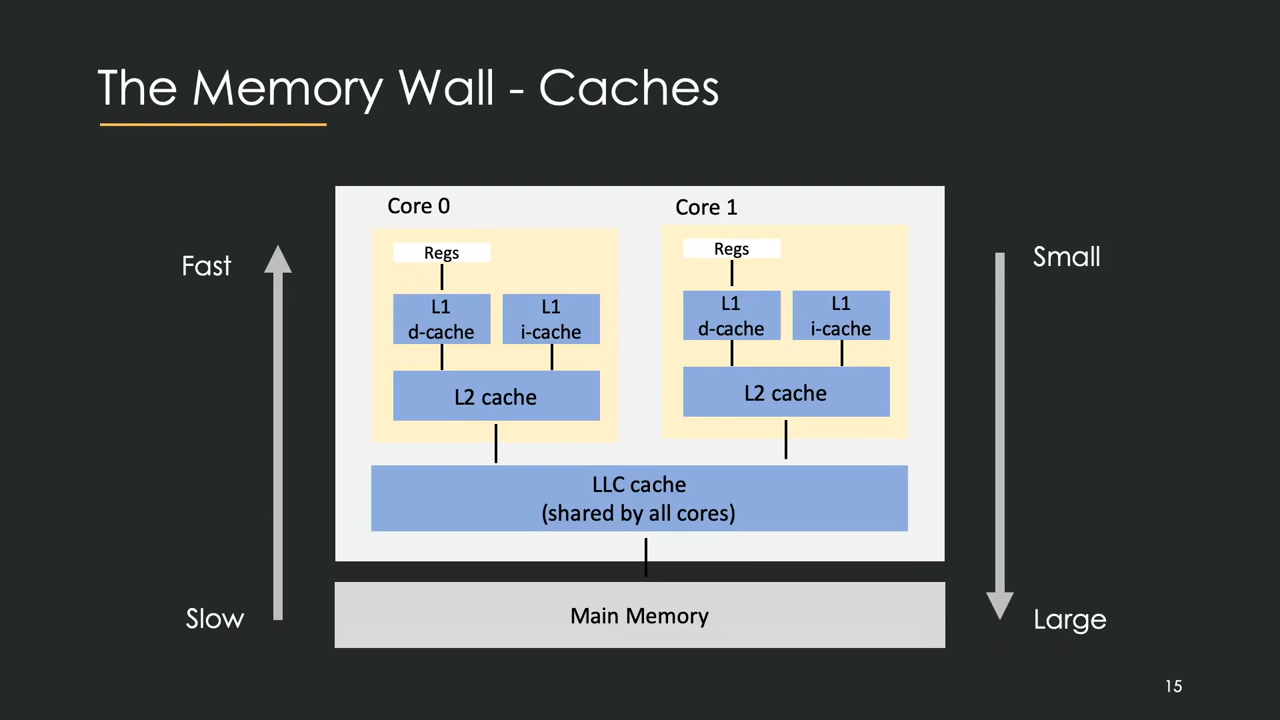 The Memory Wall - Caches
Core 0
Core 1
Fast
Small
Regs
Regs
L1
d-cache
L1
i-cache
L1
d-cache
L1
i-cache
L2 cache
L2 cache
LLC cache
(shared by all cores)
Slow
Main Memory
Large
15